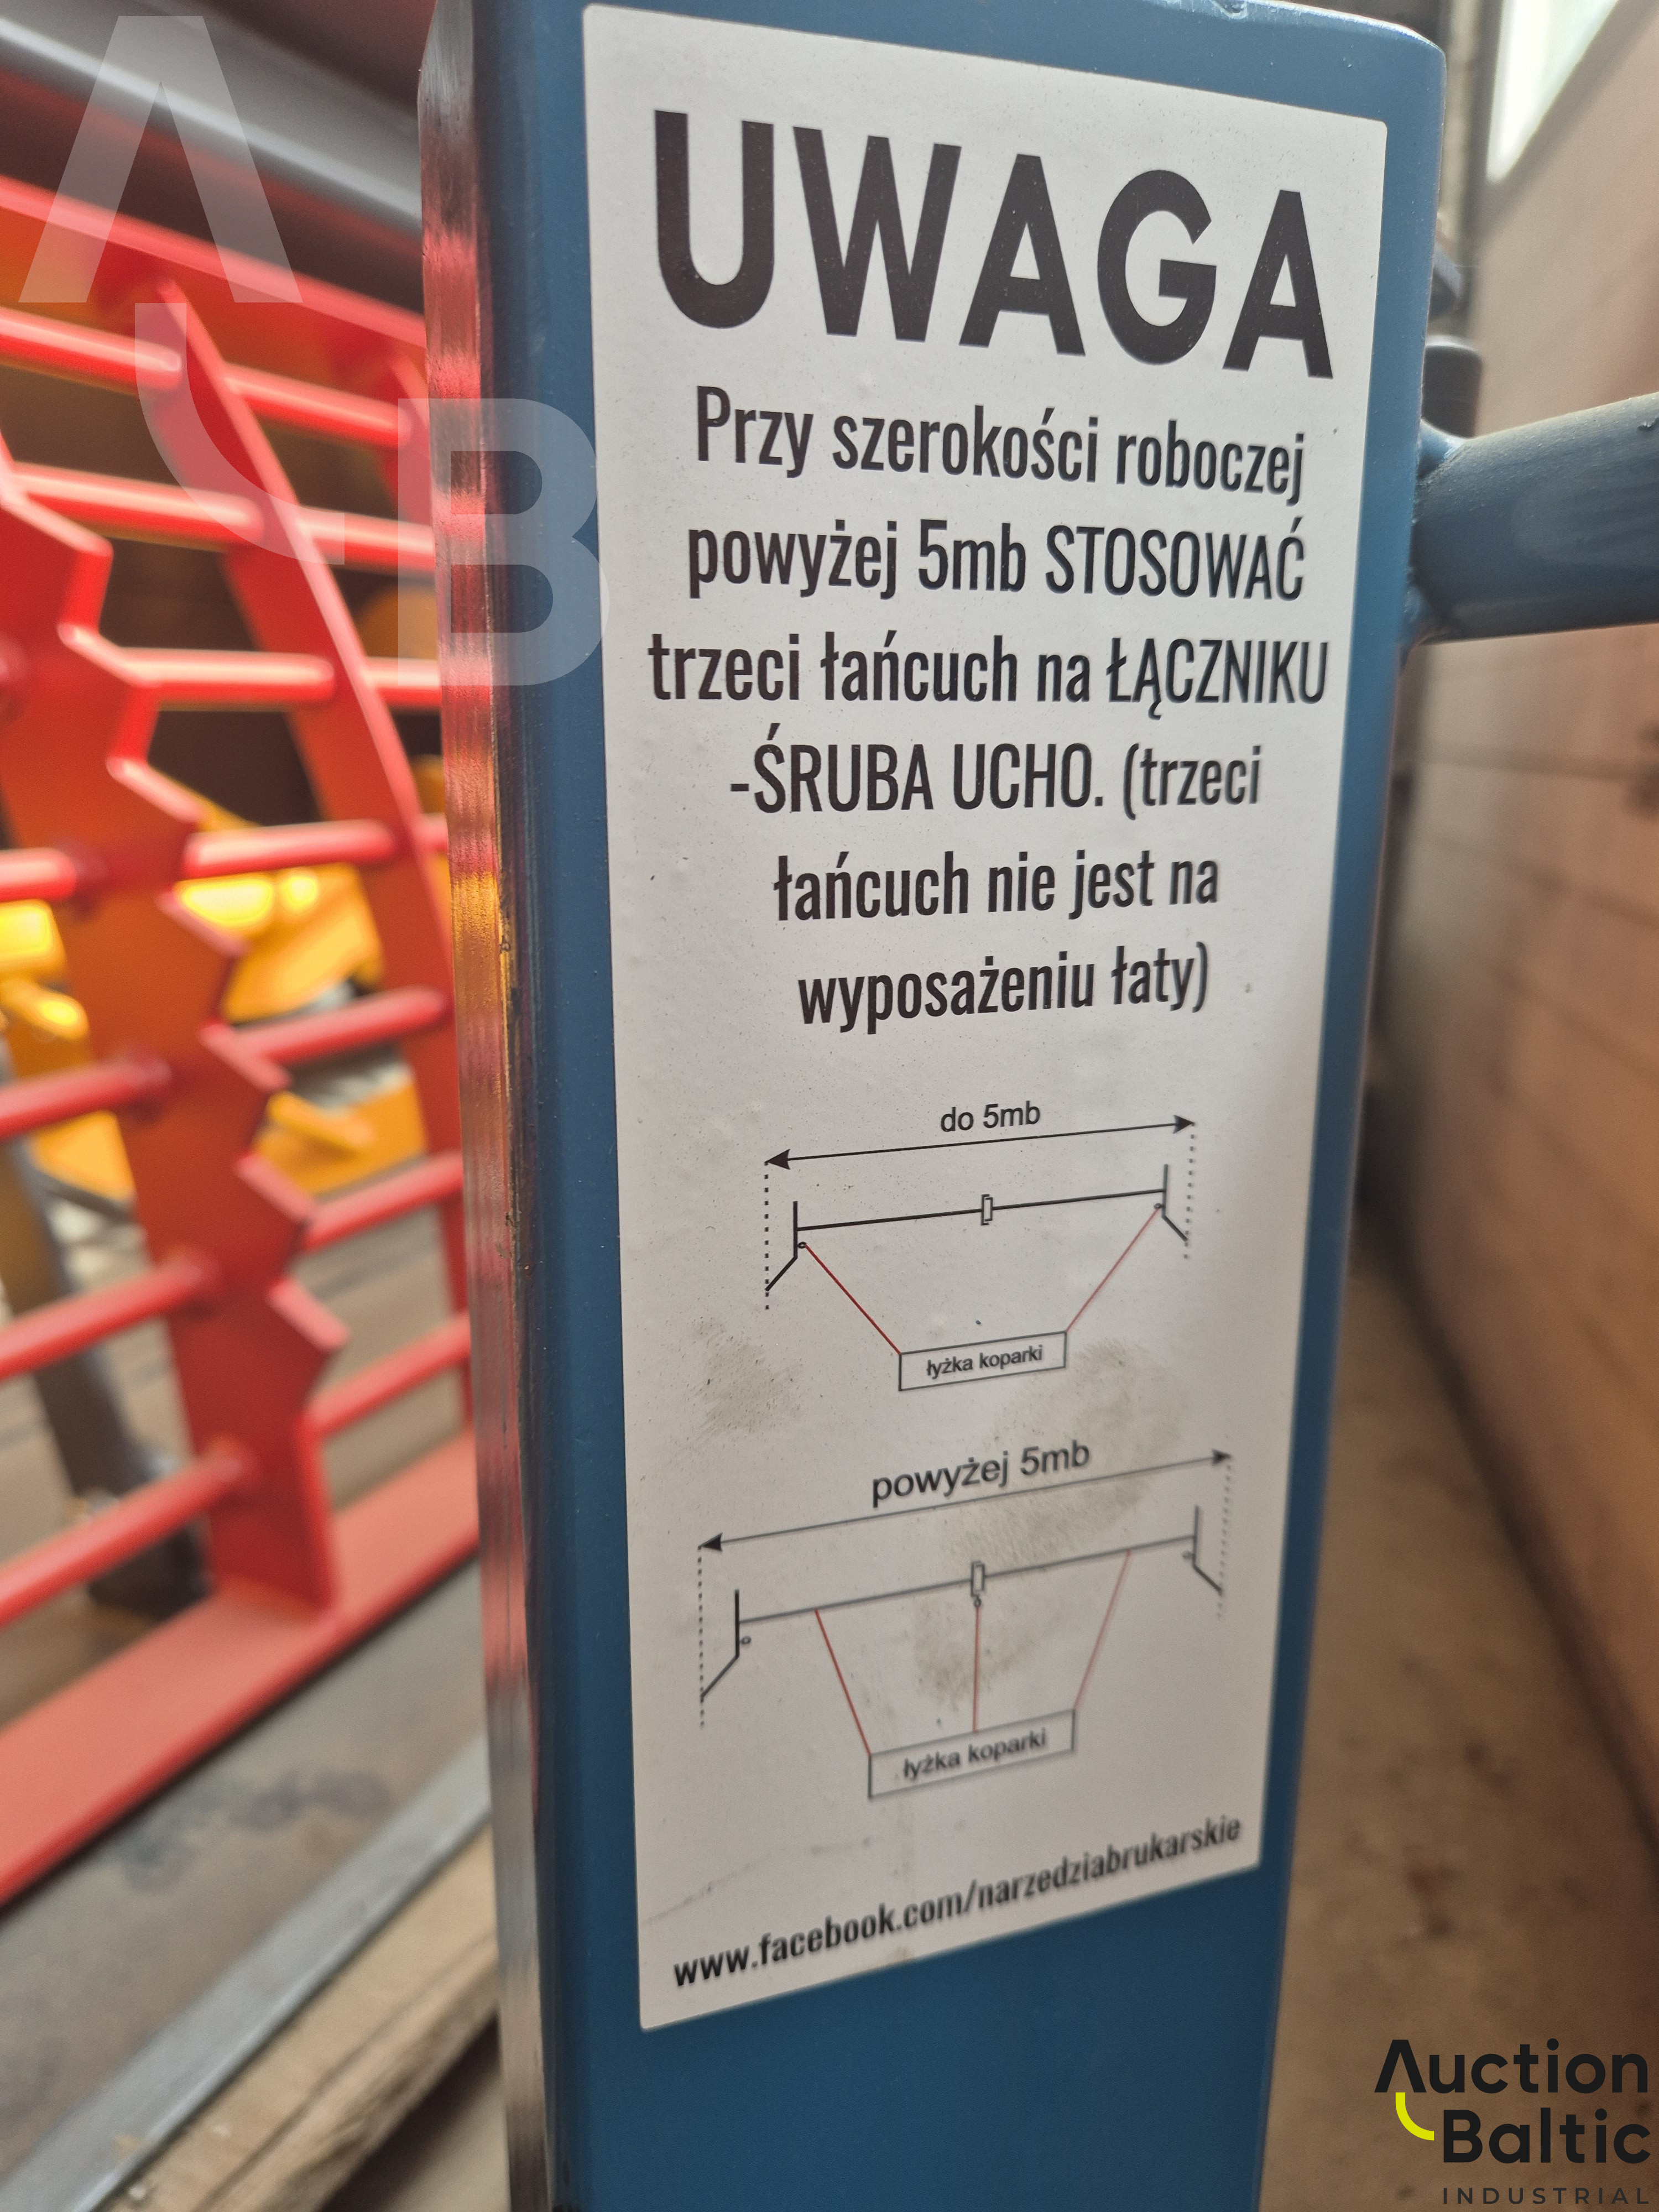 UWAGA
Przy szerokości roboczej
powyżej 5mb STOSOWAĆ
trzeci łańcuch na ŁĄCZNIKU
-ŚRUBA UCHO. (trzeci
łańcuch nie jest na
wyposażeniu łaty)
do 5mb
łyżka koparki
powyżej 5mb
łyżka koparki
www.facebook.com/narzedziabrukarskie
AB
Auction
Baltic
INDUSTRIAL